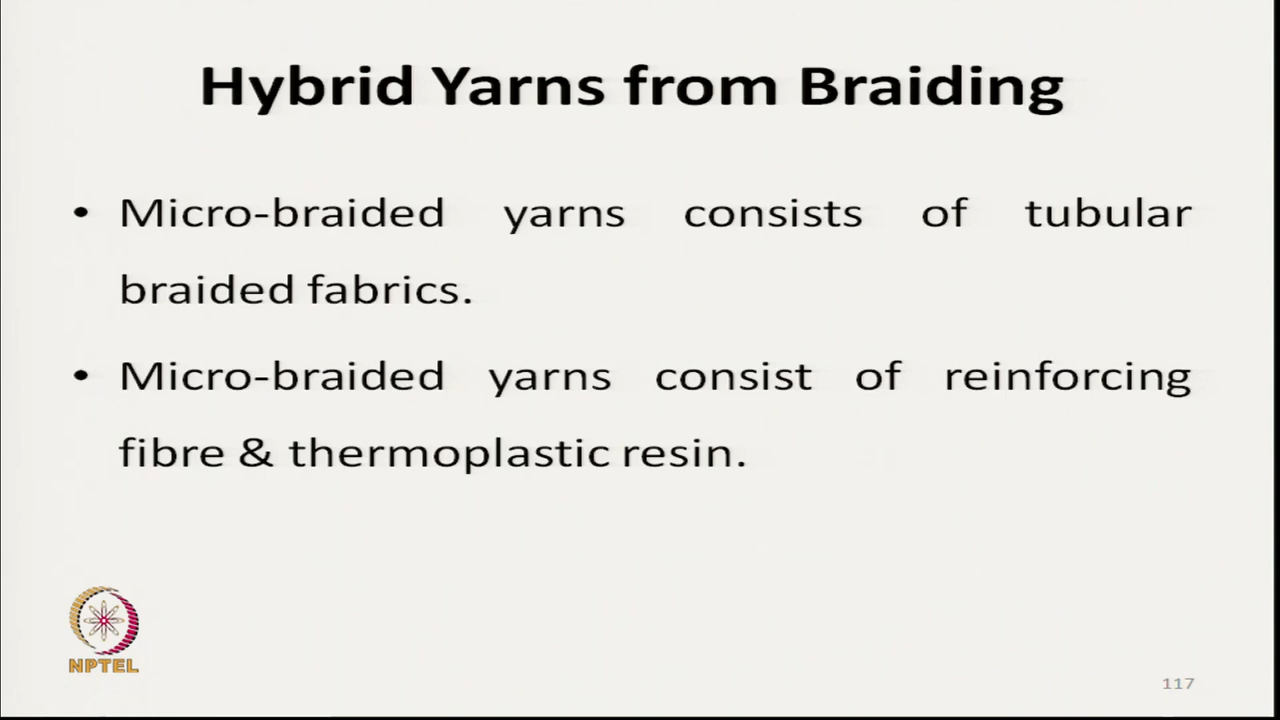 Hybrid Yarns from Braiding
• Micro-braided yarns consists of tubular
braided fabrics.
• Micro-braided yarns consist of reinforcing
fibre & thermoplastic resin.
NPTEL
117